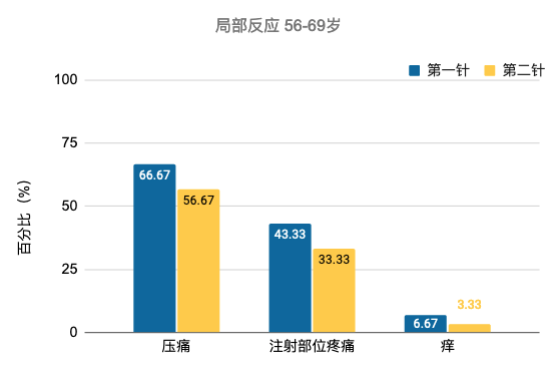 局部反应 56-69岁
第一针 第二针
100
75
50
25
0
百分比（%）
66.67
56.67
43.33
33.33
6.67
3.33
压痛
注射部位疼痛
痒